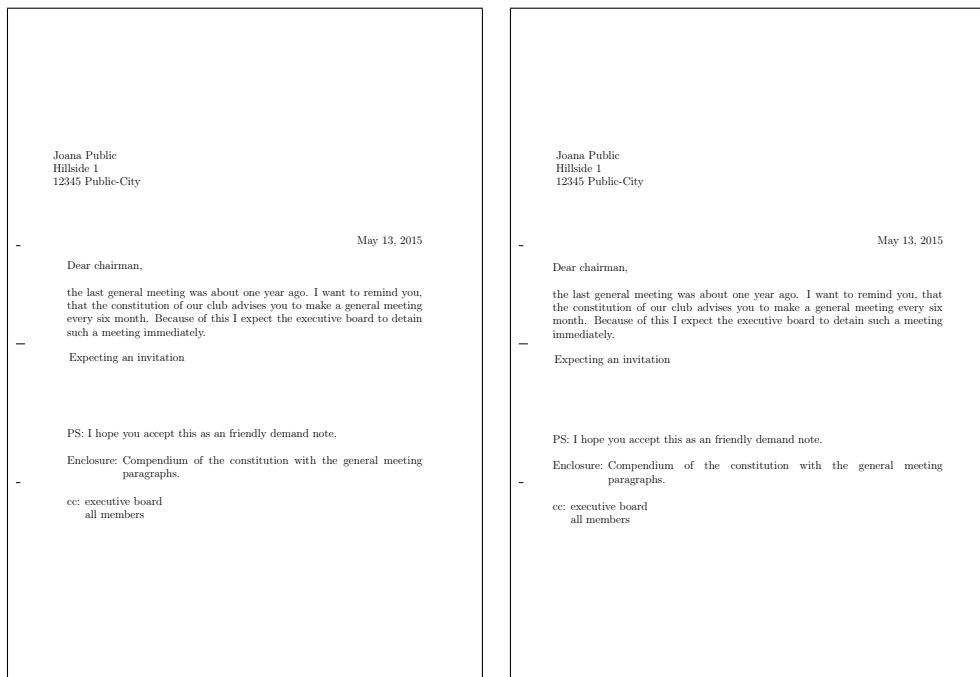 Joana Public
Hillside 1
12345 Public-City
May 13, 2015
Dear chairman,
the last general meeting was about one year ago. I want to remind you,
that the constitution of our club advises you to make a general meeting
every six month. Because of this I expect the executive board to detain
such a meeting immediately.
Expecting an invitation
PS: I hope you accept this as an friendly demand note.
Enclosure: Compendium of the constitution with the general meeting
paragraphs.
cc: executive board
all members
Joana Public
Hillside 1
12345 Public-City
May 13, 2015
Dear chairman,
the last general meeting was about one year ago. I want to remind you, that
the constitution of our club advises you to make a general meeting every six
month. Because of this I expect the executive board to detain such a meeting
immediately.
Expecting an invitation
PS: I hope you accept this as an friendly demand note.
Enclosure: Compendium of the constitution with the general meeting
paragraphs.
cc: executive board
all members